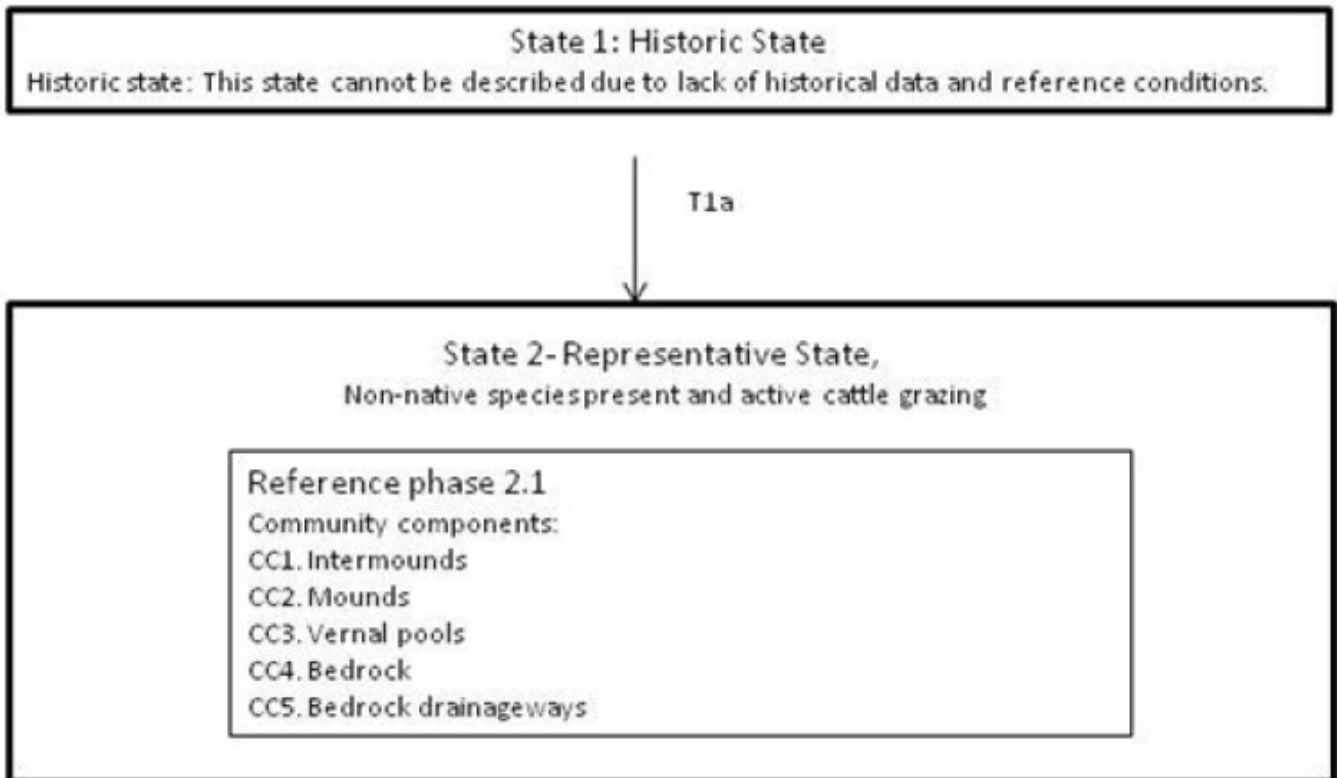 State 1: Historic State
Historic state: This state cannot be described due to lack of historical data and reference conditions.
T1a
State 2- Representative State,
Non-native species present and active cattle grazing
Reference phase 2.1
Community components:
CC1. Intermounds
CC2. Mounds
CC3. Vernal pools
CC4. Bedrock
CC5. Bedrock drainageways